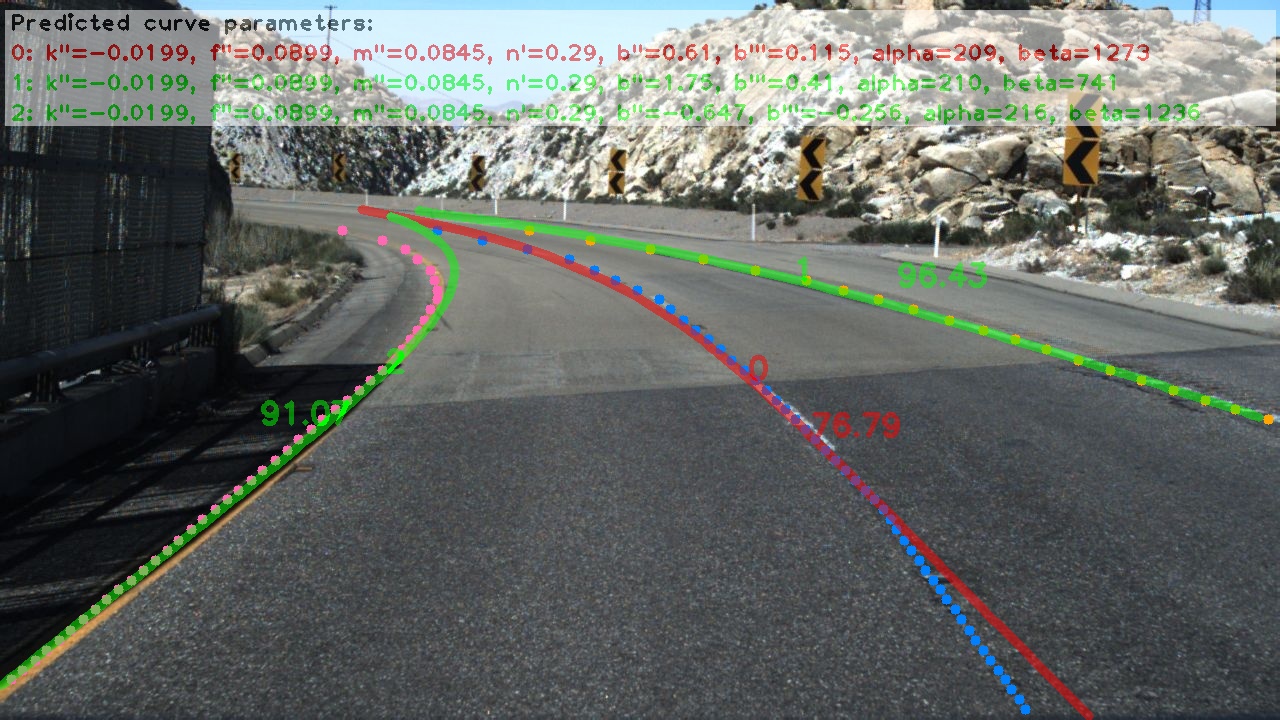 Predicted curve parameters:
0: k''=-0.0199, f''=0.0899, m''=0.0845, n'=0.29, b''=0.61, b'''=0.115, alpha=209, beta=1273
1: k''=-0.0199, f''=0.0899, m''=0.0845, n'=0.29, b''=1.75, b'''=0.41, alpha=210, beta=741
2: k''=-0.0199, f''=0.0899, m''=0.0845, n'=0.29, b''=-0.647, b'''=-0.256, alpha=216, beta=1236
1
96.43
0
91.07
76.79